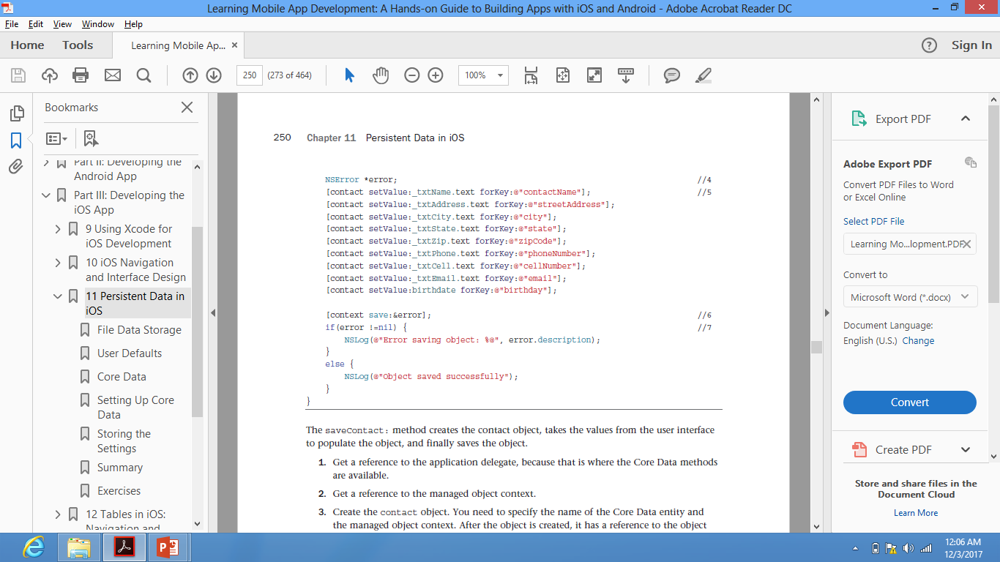 Learning Mobile App Development: A Hands-on Guide to Building Apps with iOS and Android - Adobe Acrobat Reader DC
File Edit View Window Help
Home Tools Learning Mobile Ap... × ? Sign In
250 (273 of 464) 100%
Bookmarks
Part II: Developing the
Android App
Part III: Developing the
iOS App
9 Using Xcode for
iOS Development
10 iOS Navigation
and Interface Design
11 Persistent Data in
iOS
File Data Storage
User Defaults
Core Data
Setting Up Core
Data
Storing the
Settings
Summary
Exercises
12 Tables in iOS:
Navigation and
250 Chapter 11 Persistent Data in iOS
NSError *error; //4
[contact setValue:_txtName.text forKey:@"contactName"]; //5
[contact setValue:_txtAddress.text forKey:@"streetAddress"];
[contact setValue:_txtCity.text forKey:@"city"];
[contact setValue:_txtState.text forKey:@"state"];
[contact setValue:_txtZip.text forKey:@"zipCode"];
[contact setValue:_txtPhone.text forKey:@"phoneNumber"];
[contact setValue:_txtCell.text forKey:@"cellNumber"];
[contact setValue:_txtEmail.text forKey:@"email"];
[contact setValue:birthdate forKey:@"birthday"];
[context save:&error]; //6
if(error !=nil) { //7
NSLog(@"Error saving object: %@", error.description);
}
else {
NSLog(@"Object saved successfully");
}
}
The saveContact: method creates the contact object, takes the values from the user interface
to populate the object, and finally saves the object.
1. Get a reference to the application delegate, because that is where the Core Data methods
are available.
2. Get a reference to the managed object context.
3. Create the contact object. You need to specify the name of the Core Data entity and
the managed object context. After the object is created, it has a reference to the object
Export PDF
Adobe Export PDF
Convert PDF Files to Word
or Excel Online
Select PDF File
Learning Mo...lopment.PDF
Convert to
Microsoft Word (*.docx)
Document Language:
English (U.S.) Change
Convert
Create PDF
Store and share files in the
Document Cloud
Learn More
12:06 AM
12/3/2017